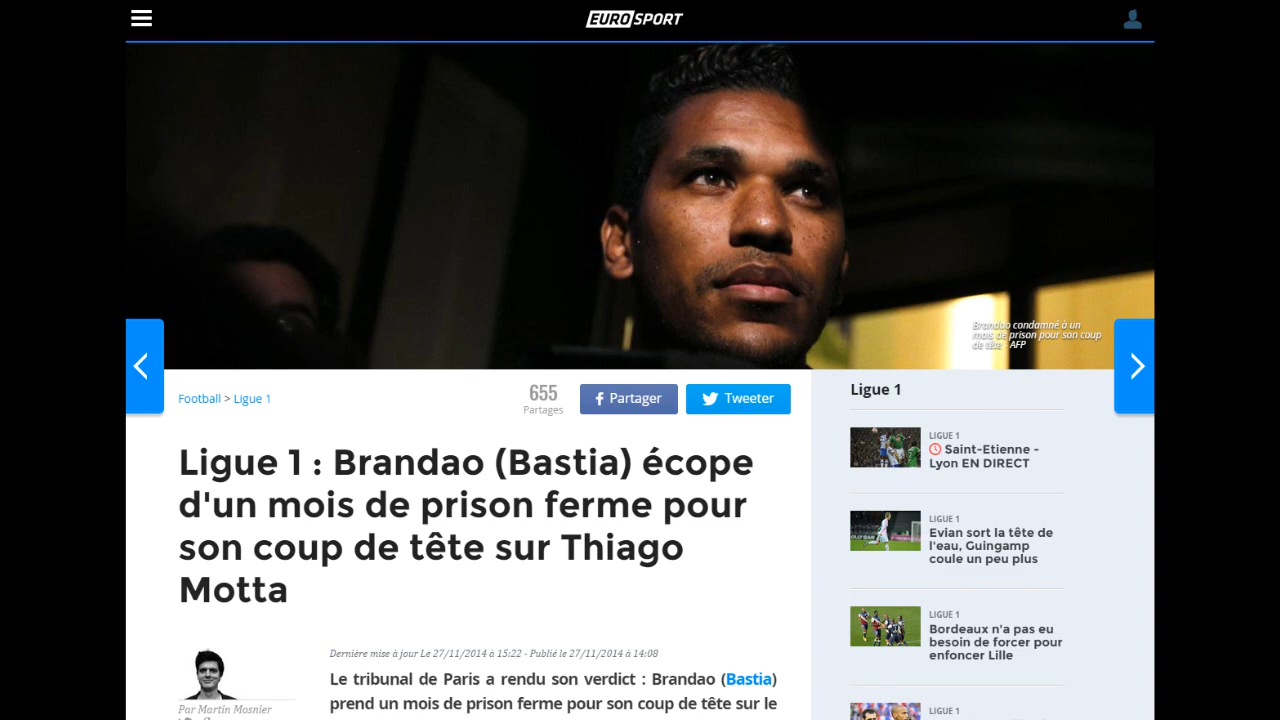 EUROSPORT
Brandao condamné à un
mois de prison pour son coup
de tête - AFP
Football > Ligue 1
655
Partages
Partager
Tweeter
Ligue 1 : Brandao (Bastia) écope
d'un mois de prison ferme pour
son coup de tête sur Thiago
Motta
Dernière mise à jour Le 27/11/2014 à 15:22 - Publié le 27/11/2014 à 14:08
Le tribunal de Paris a rendu son verdict : Brandao (Bastia)
prend un mois de prison ferme pour son coup de tête sur le
Par Martin Mosnier
Ligue 1
LIGUE 1
Saint-Etienne -
Lyon EN DIRECT
LIGUE 1
Evian sort la tête de
l'eau, Guingamp
coule un peu plus
LIGUE 1
Bordeaux n'a pas eu
besoin de forcer pour
enfoncer Lille
LIGUE 1